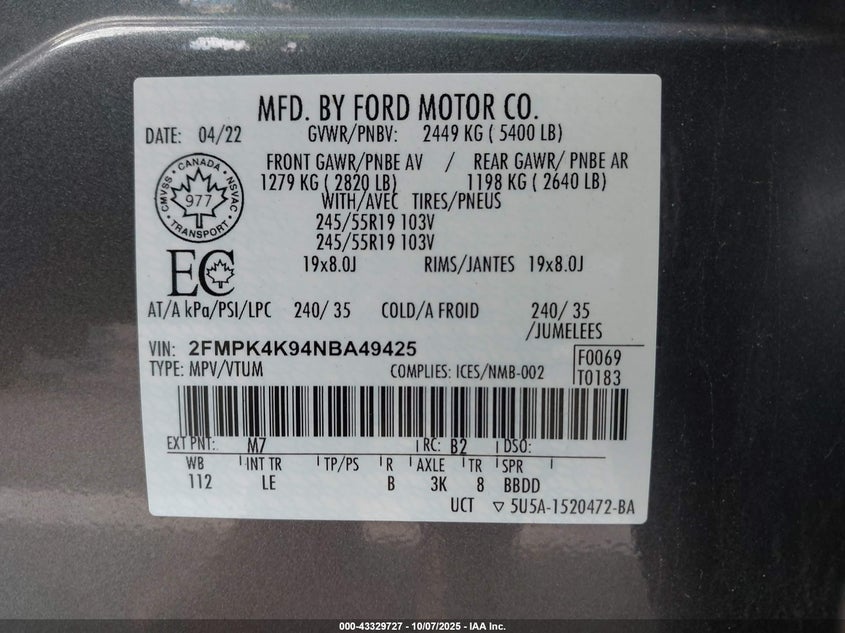 MFD. BY FORD MOTOR CO.
DATE: 04/22 GVWR/PNBV: 2449 KG ( 5400 LB)
FRONT GAWR/PNBE AV / REAR GAWR/ PNBE AR
1279 KG ( 2820 LB) 1198 KG ( 2640 LB)
WITH/AVEC TIRES/PNEUS
245/55R19 103V
245/55R19 103V
19x8.0J RIMS/JANTES 19x8.0J
CMVSS • CANADA • NSVAC • TRANSPORT •
977
EC
AT/A kPa/PSI/LPC 240/ 35 COLD/A FROID 240/ 35
/JUMELEES
VIN: 2FMPK4K94NBA49425
TYPE: MPV/VTUM COMPLIES: ICES/NMB-002
F0069
T0183
EXT PNT: M7 RC: B2 DSO:
WB INT TR TP/PS R AXLE TR SPR
112 LE B 3K 8 BBDD
UCT ▽ 5U5A-1520472-BA
000-43329727 - 10/07/2025 - IAA Inc.